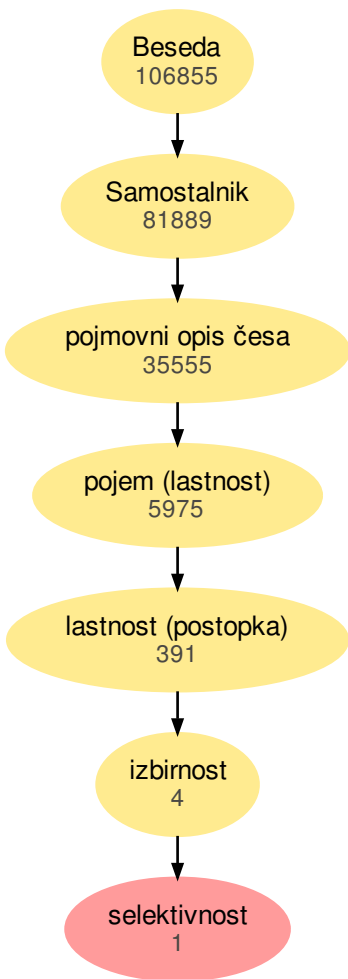 Beseda
106855
Samostalnik
81889
pojmovni opis česa
35555
pojem (lastnost)
5975
lastnost (postopka)
391
izbirnost
4
selektivnost
1